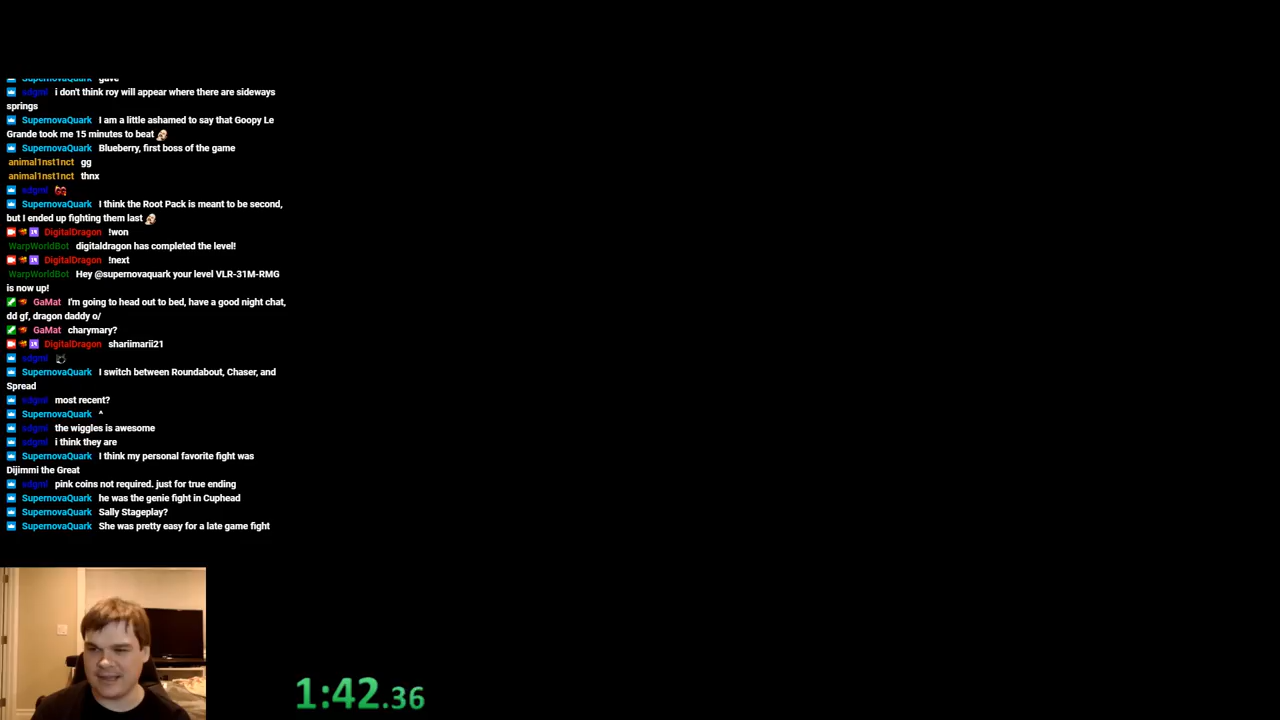 SupernovaQuark gave
sdgml i don't think roy will appear where there are sideways
springs
SupernovaQuark I am a little ashamed to say that Goopy Le
Grande took me 15 minutes to beat
SupernovaQuark Blueberry, first boss of the game
animal1nst1nct gg
animal1nst1nct thnx
sdgml
SupernovaQuark I think the Root Pack is meant to be second,
but I ended up fighting them last
DigitalDragon !won
WarpWorldBot digitaldragon has completed the level!
DigitalDragon !next
WarpWorldBot Hey @supernovaquark your level VLR-31M-RMG
is now up!
GaMat I'm going to head out to bed, have a good night chat,
dd gf, dragon daddy o/
GaMat charymary?
DigitalDragon shariimarii21
sdgml
SupernovaQuark I switch between Roundabout, Chaser, and
Spread
sdgml most recent?
SupernovaQuark ^
sdgml the wiggles is awesome
sdgml i think they are
SupernovaQuark I think my personal favorite fight was
Dijimmi the Great
sdgml pink coins not required. just for true ending
SupernovaQuark he was the genie fight in Cuphead
SupernovaQuark Sally Stageplay?
SupernovaQuark She was pretty easy for a late game fight
1:42.36